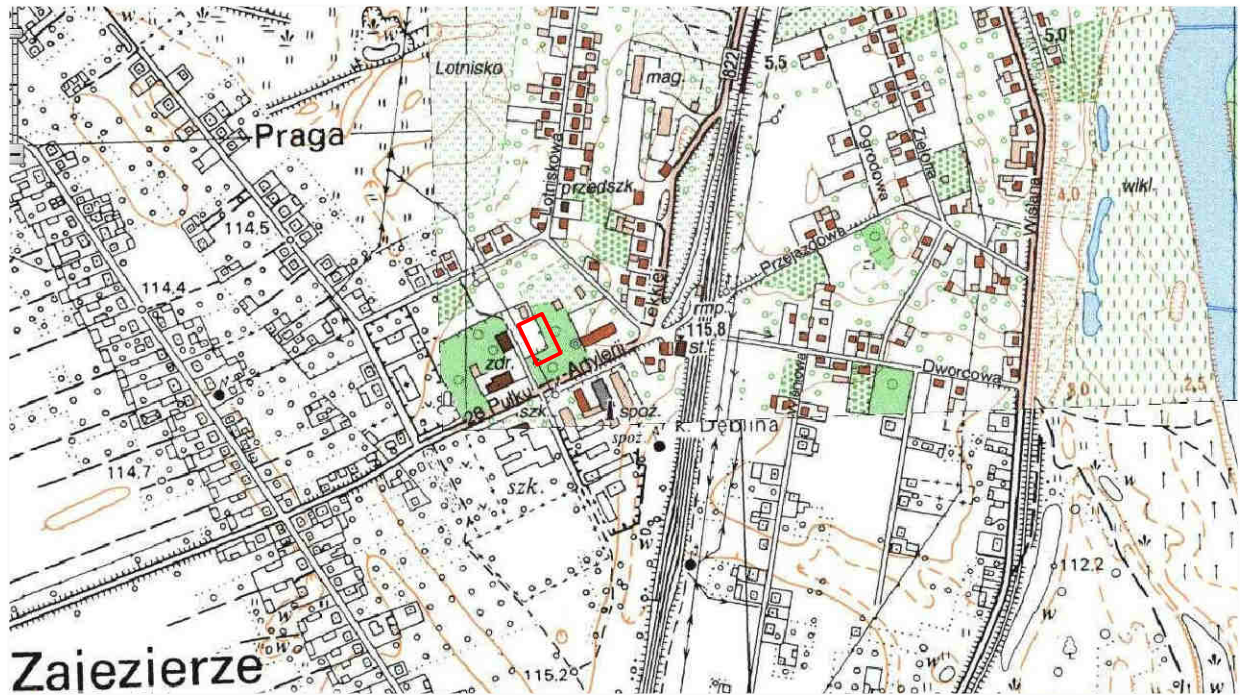 5,0
Lotnisko
mag.
822
5,5
Praga
Lotniskowa
Ogrodowa
Zielona
Wiślana
wikl.
przedszk.
4,0
114,5
Przejazdowa
114,4
rmp.
115,8
st.
zdr.
28 Pułku
Dworcowa
3,0
2,5
szk.
spoż.
Dęblina
spoż.
114,7
szk.
w
112,2
w
w
w
Zajezierze
115,2